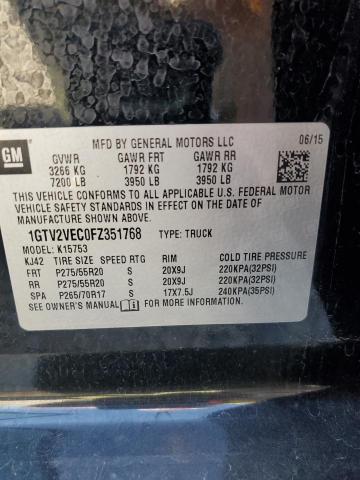 GM
MFD BY GENERAL MOTORS LLC 06/15
GVWR GAWR FRT GAWR RR
3266 KG 1792 KG 1792 KG
7200 LB 3950 LB 3950 LB
THIS VEHICLE CONFORMS TO ALL APPLICABLE U.S. FEDERAL MOTOR
VEHICLE SAFETY AND THEFT PREVENTION STANDARDS IN EFFECT ON
THE DATE OF MANUFACTURE SHOWN ABOVE.
1GTV2VEC0FZ351768 TYPE: TRUCK
MODEL: K15753
KJ42 TIRE SIZE SPEED RTG RIM COLD TIRE PRESSURE
FRT P275/55R20 S 20X9J 220KPA(32PSI)
RR P275/55R20 S 20X9J 220KPA(32PSI)
SPA P265/70R17 S 17X7.5J 240KPA(35PSI)
SEE OWNER'S MANUAL FOR MORE INFORMATION.